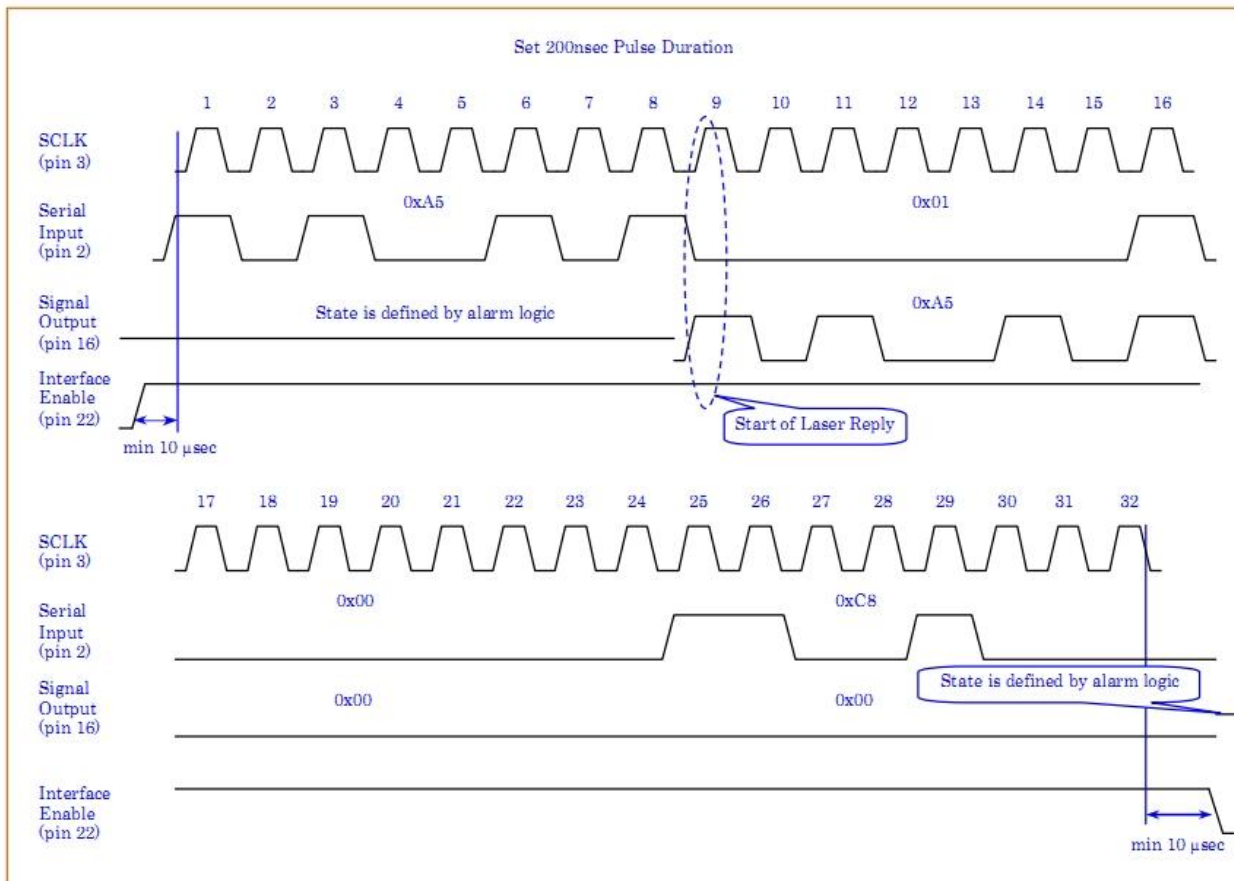 Set 200nsec Pulse Duration
1 2 3 4 5 6 7 8 9 10 11 12 13 14 15 16
SCLK
(pin 3)
0xA5 0x01
Serial
Input
(pin 2)
Signal
Output
(pin 16)
State is defined by alarm logic
0xA5
Interface
Enable
(pin 22)
min 10 µsec
Start of Laser Reply
17 18 19 20 21 22 23 24 25 26 27 28 29 30 31 32
SCLK
(pin 3)
0x00 0xC8
Serial
Input
(pin 2)
Signal
Output
(pin 16)
0x00 0x00
State is defined by alarm logic
Interface
Enable
(pin 22)
min 10 µsec